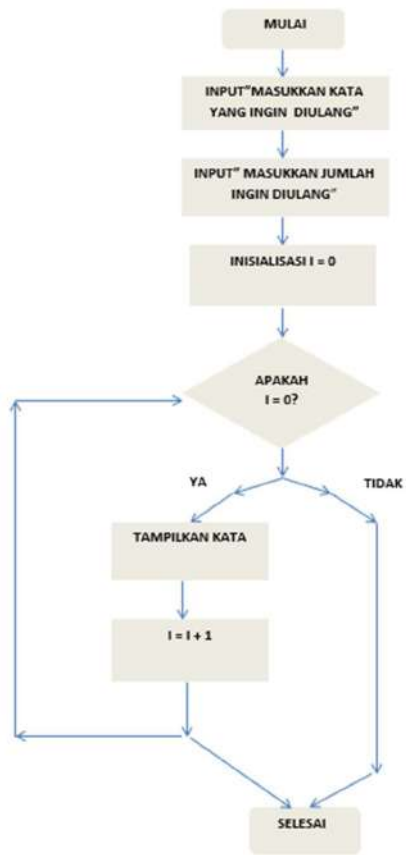 MULAI
INPUT"MASUKKAN KATA
YANG INGIN DIULANG"
INPUT" MASUKKAN JUMLAH
INGIN DIULANG"
INISIALISASI I = 0
APAKAH
I = 0?
YA
TIDAK
TAMPILKAN KATA
I = I + 1
SELESAI